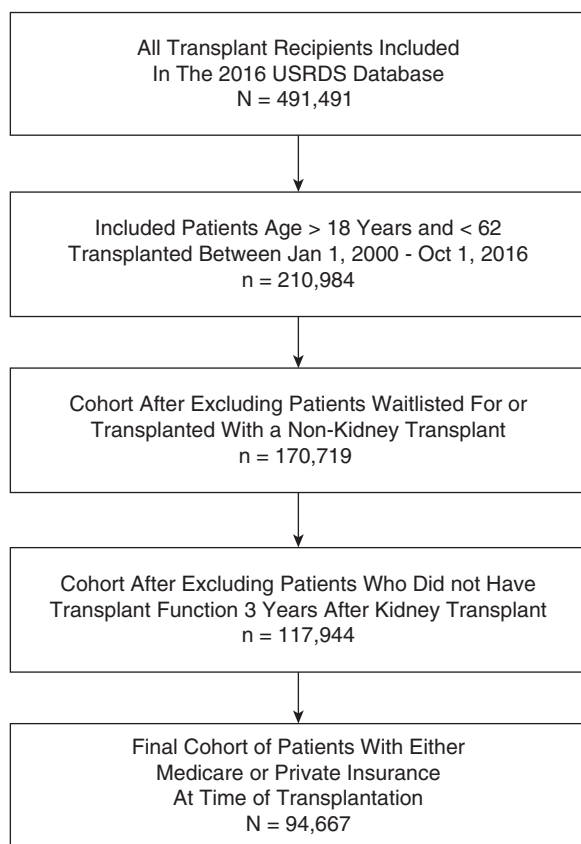 All Transplant Recipients Included
In The 2016 USRDS Database
N = 491,491
Included Patients Age > 18 Years and < 62
Transplanted Between Jan 1, 2000 - Oct 1, 2016
n = 210,984
Cohort After Excluding Patients Waitlisted For or
Transplanted With a Non-Kidney Transplant
n = 170,719
Cohort After Excluding Patients Who Did not Have
Transplant Function 3 Years After Kidney Transplant
n = 117,944
Final Cohort of Patients With Either
Medicare or Private Insurance
At Time of Transplantation
N = 94,667